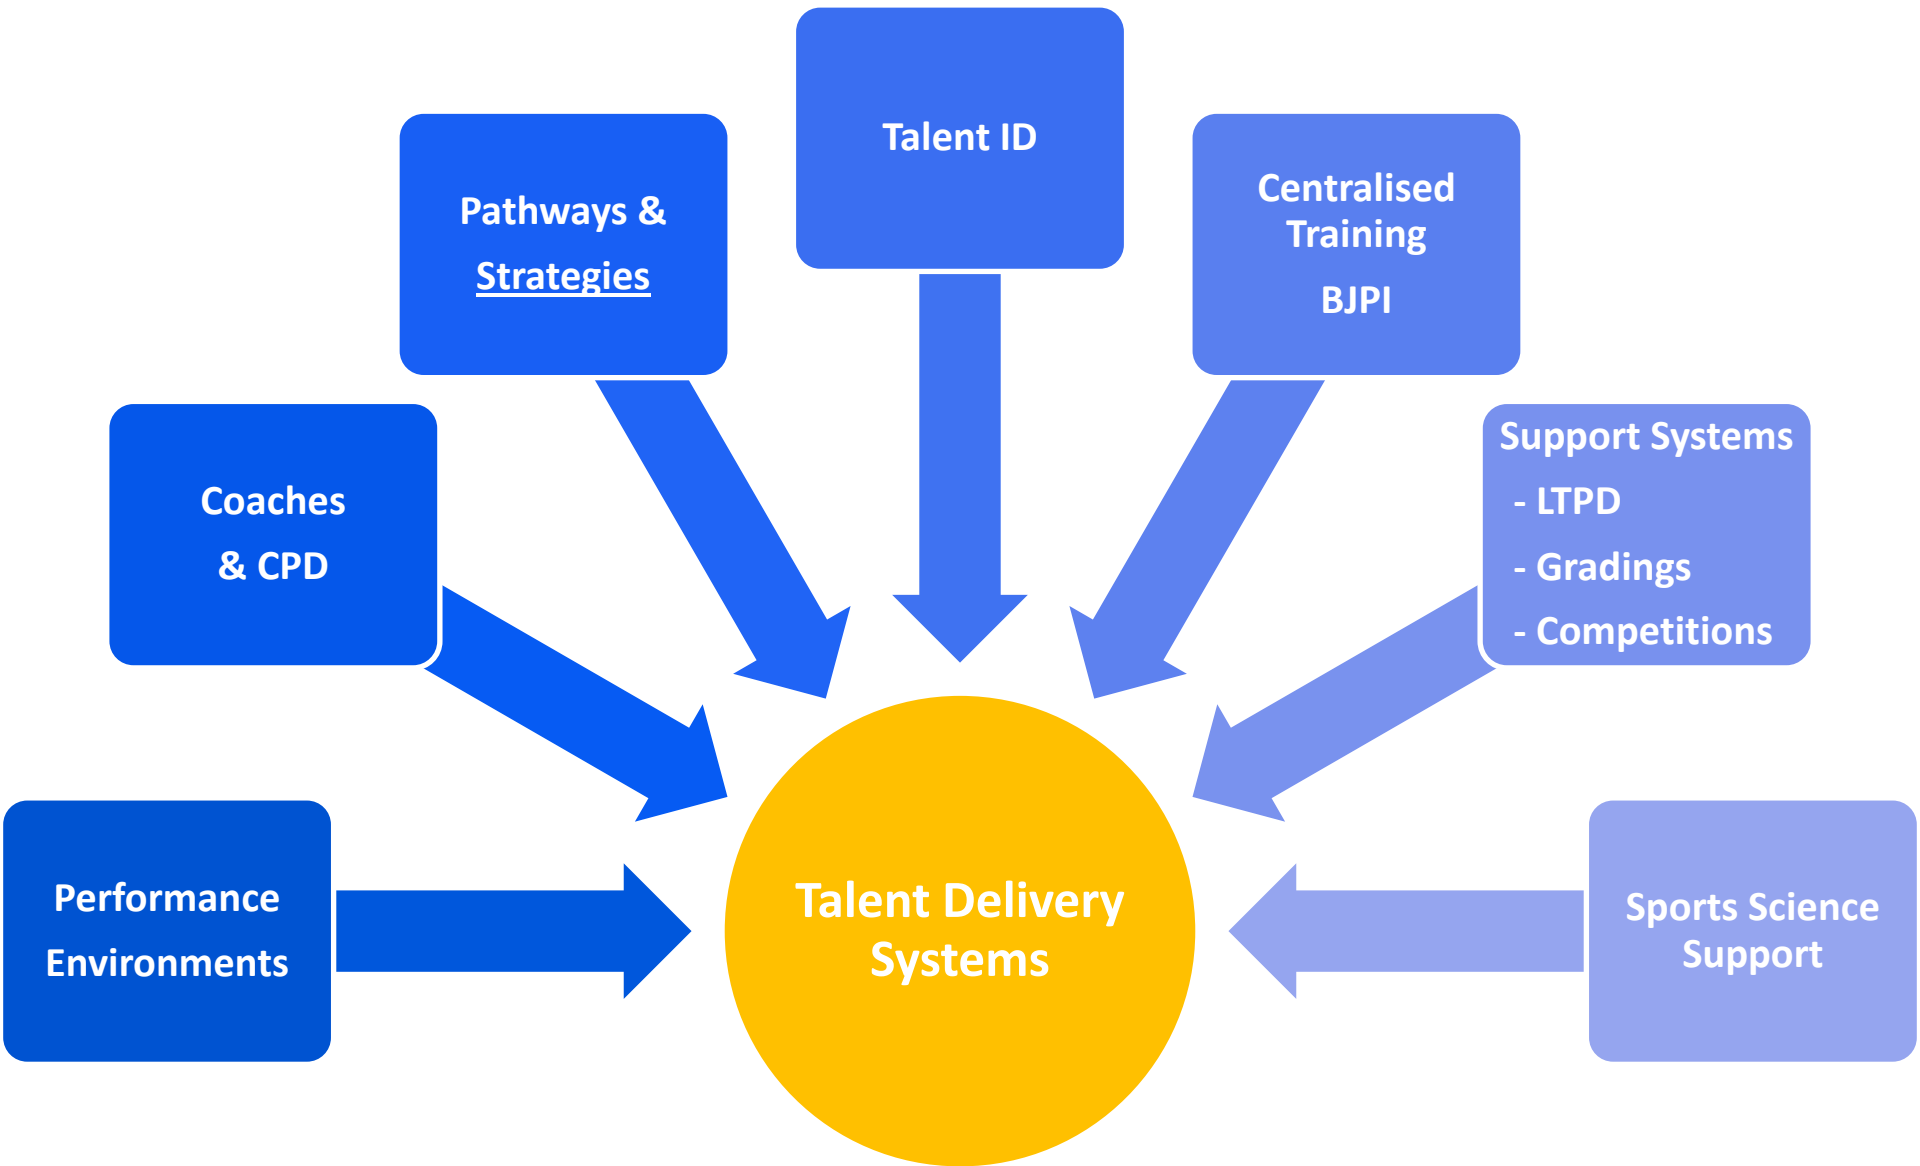 Talent ID
Pathways &
Strategies
Centralised
Training
BJPI
Coaches
& CPD
Support Systems
- LTPD
- Gradings
- Competitions
Performance
Environments
Talent Delivery
Systems
Sports Science
Support